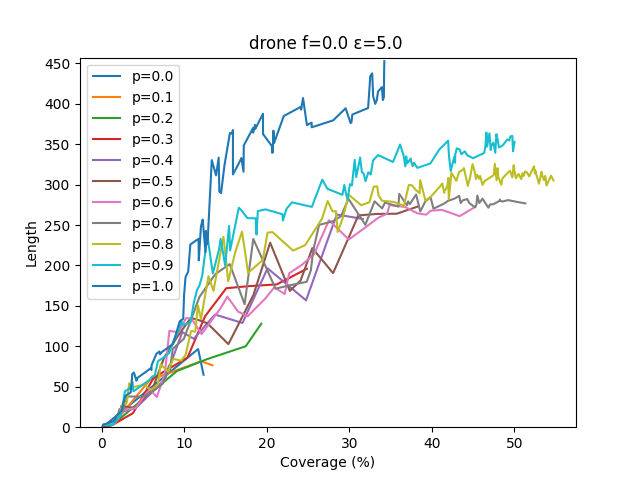 drone f=0.0 ε=5.0
450
400
350
300
250
200
150
100
50
0
Length
p=0.0
p=0.1
p=0.2
p=0.3
p=0.4
p=0.5
p=0.6
p=0.7
p=0.8
p=0.9
p=1.0
0 10 20 30 40 50
Coverage (%)